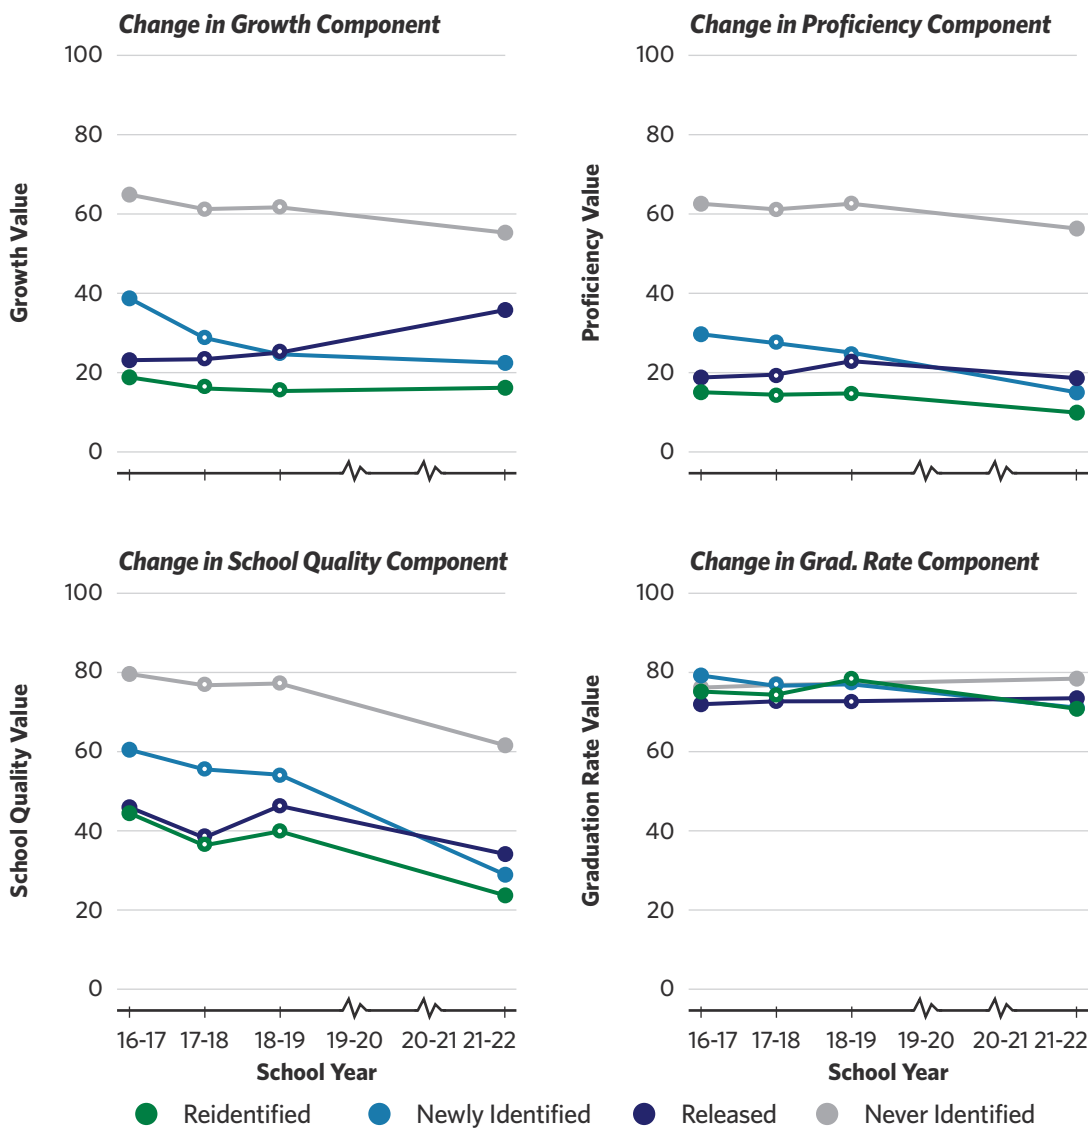 Change in Growth Component
100
80
60
40
20
0
Growth Value
Change in Proficiency Component
100
80
60
40
20
0
Proficiency Value
Change in School Quality Component
100
80
60
40
20
0
School Quality Value
16-17 17-18 18-19 19-20 20-21 21-22
School Year
Change in Grad. Rate Component
100
80
60
40
20
0
Graduation Rate Value
16-17 17-18 18-19 19-20 20-21 21-22
School Year
Reidentified Newly Identified Released Never Identified